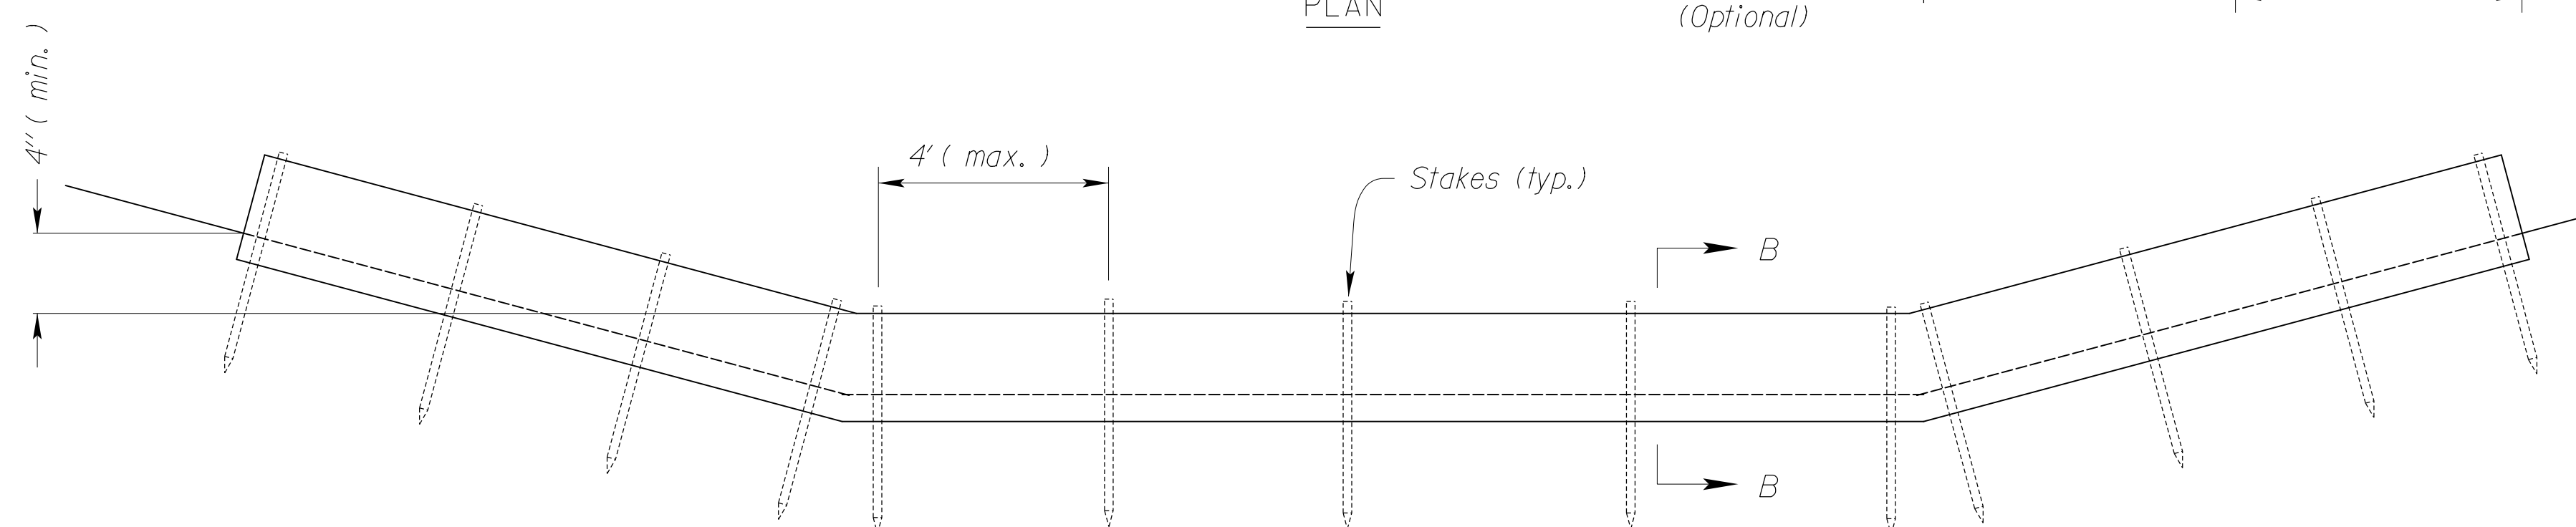 PLAN
(Optional)
4" ( min. )
4' ( max. )
Stakes (typ.)
B
B